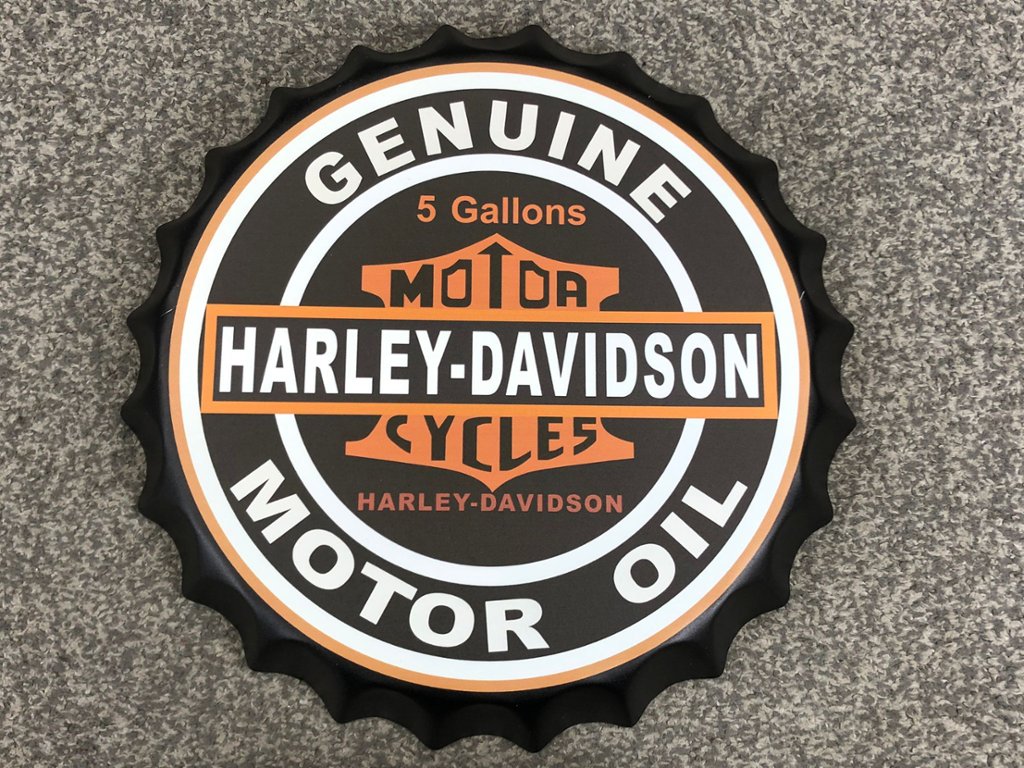 GENUINE
5 Gallons
MOTOR
HARLEY-DAVIDSON
CYCLES
HARLEY-DAVIDSON
MOTOR OIL